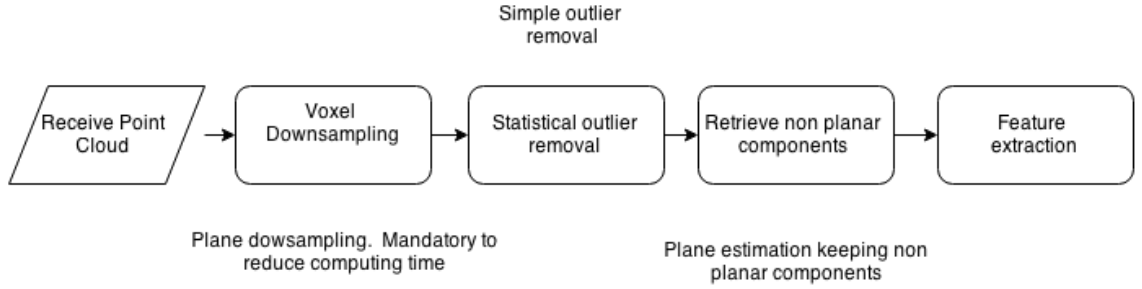 Simple outlier
removal
Receive Point
Cloud
Voxel
Downsampling
Statistical outlier
removal
Retrieve non planar
components
Feature
extraction
Plane dowsampling. Mandatory to
reduce computing time
Plane estimation keeping non
planar components